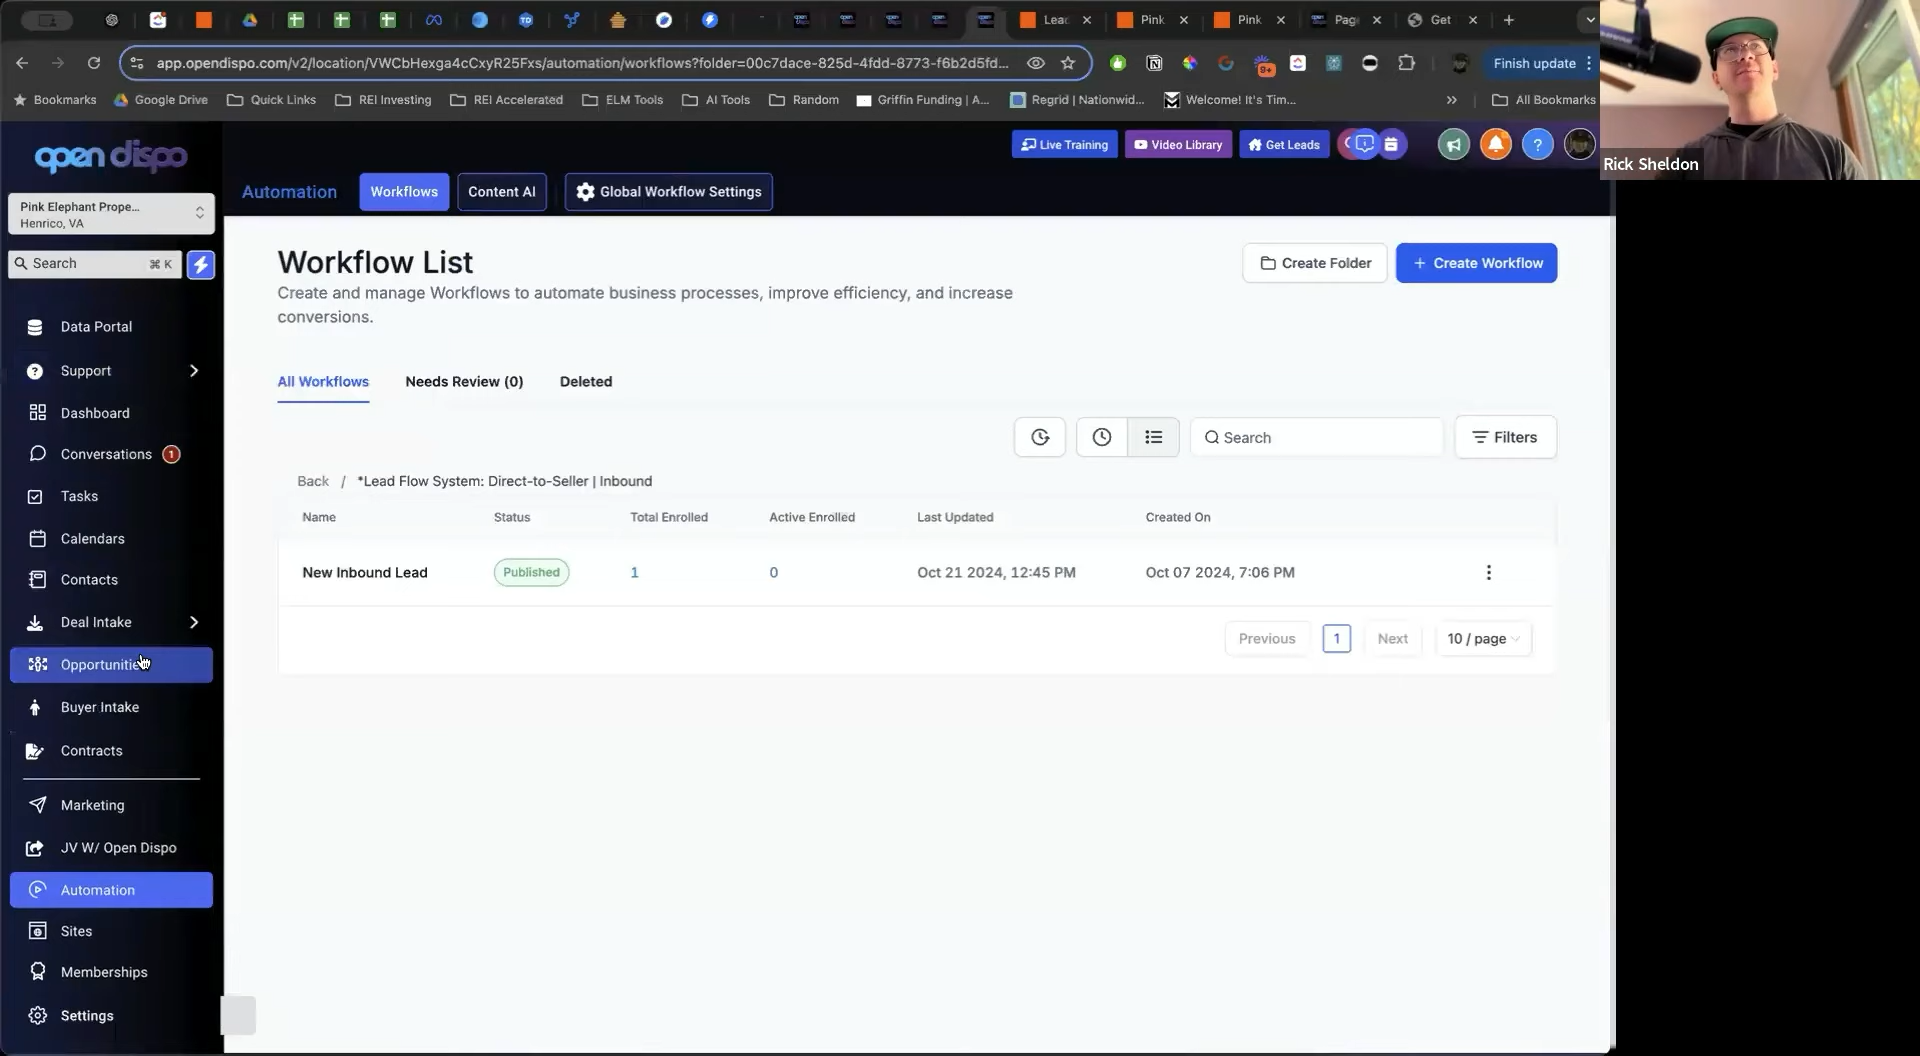 Lead
Pink
Pink
Page
Get
app.opendispo.com/v2/location/VWCbHexga4cCxyR25Fxs/automation/workflows?folder=00c7dace-825d-4fdd-8773-f6b2d5fd...
9+
Finish update
Bookmarks
Google Drive
Quick Links
REI Investing
REI Accelerated
ELM Tools
AI Tools
Random
Griffin Funding | A...
Regrid | Nationwid...
Welcome! It's Tim...
»
All Bookmarks
Rick Sheldon
open dispo
Live Training
Video Library
Get Leads
Pink Elephant Prope...
Henrico, VA
Automation
Workflows
Content AI
Global Workflow Settings
Search
⌘ K
Data Portal
Support
Dashboard
Conversations
1
Tasks
Calendars
Contacts
Deal Intake
Opportunitie
Buyer Intake
Contracts
Marketing
JV W/ Open Dispo
Automation
Sites
Memberships
Settings
Workflow List
Create and manage Workflows to automate business processes, improve efficiency, and increase
conversions.
Create Folder
+ Create Workflow
All Workflows
Needs Review (0)
Deleted
Search
Filters
Back / *Lead Flow System: Direct-to-Seller | Inbound
Name Status Total Enrolled Active Enrolled Last Updated Created On
New Inbound Lead Published 1 0 Oct 21 2024, 12:45 PM Oct 07 2024, 7:06 PM
Previous 1 Next 10 / page